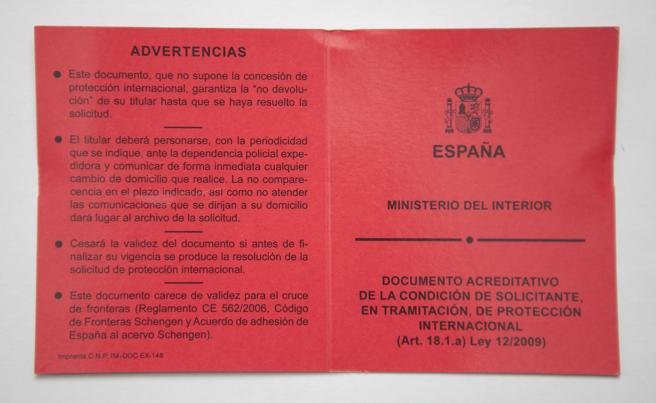 ADVERTENCIAS
● Este documento, que no supone la concesión de
protección internacional, garantiza la "no devolu-
ción" de su titular hasta que se haya resuelto la
solicitud.
● El titular deberá personarse, con la periodicidad
que se indique, ante la dependencia policial expe-
didora y comunicar de forma inmediata cualquier
cambio de domicilio que realice. La no compare-
cencia en el plazo indicado, así como no atender
las comunicaciones que se dirijan a su domicilio
dará lugar al archivo de la solicitud.
● Cesará la validez del documento si antes de fi-
nalizar su vigencia se produce la resolución de la
solicitud de protección internacional.
● Este documento carece de validez para el cruce
de fronteras (Reglamento CE 562/2006, Código
de Fronteras Schengen y Acuerdo de adhesión de
España al acervo Schengen).
Imprenta C.N.P. IM-DOC EX-148
ESPAÑA
MINISTERIO DEL INTERIOR
DOCUMENTO ACREDITATIVO
DE LA CONDICIÓN DE SOLICITANTE,
EN TRAMITACIÓN, DE PROTECCIÓN
INTERNACIONAL
(Art. 18.1.a) Ley 12/2009)